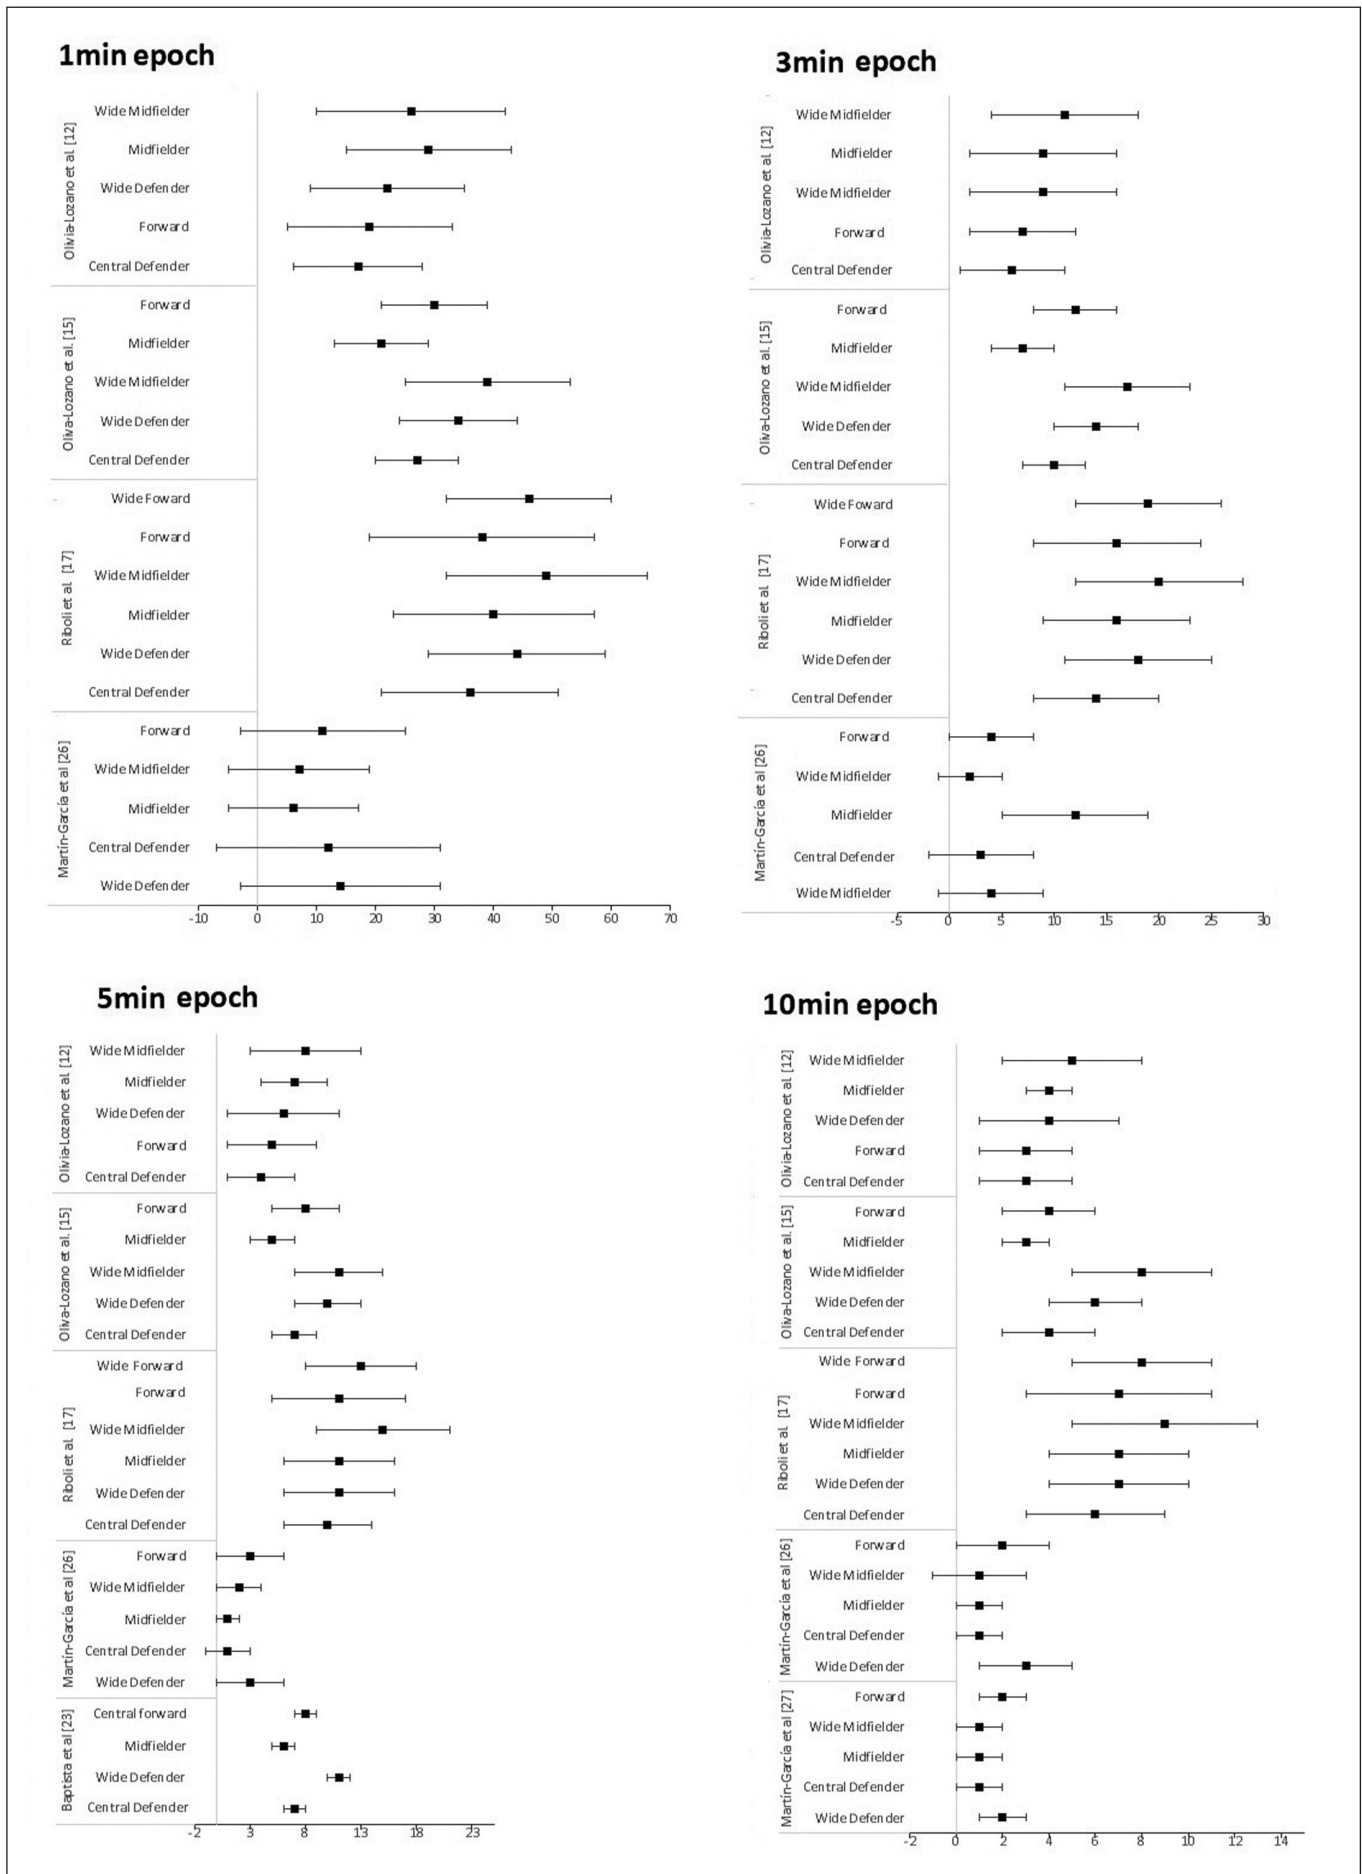 1min epoch
Olivia-Lozano et al. [12]
Wide Midfielder
Midfielder
Wide Defender
Forward
Central Defender
Oliva-Lozano et al. [15]
Forward
Midfielder
Wide Midfielder
Wide Defender
Central Defender
Riboli et al. [17]
Wide Foward
Forward
Wide Midfielder
Midfielder
Wide Defender
Central Defender
Martín-García et al [26]
Forward
Wide Midfielder
Midfielder
Central Defender
Wide Defender
-10 0 10 20 30 40 50 60 70
3min epoch
Olivia-Lozano et al. [12]
Wide Midfielder
Midfielder
Wide Midfielder
Forward
Central Defender
Oliva-Lozano et al. [15]
Forward
Midfielder
Wide Midfielder
Wide Defender
Central Defender
Riboli et al. [17]
Wide Foward
Forward
Wide Midfielder
Midfielder
Wide Defender
Central Defender
Martín-García et al [26]
Forward
Wide Midfielder
Midfielder
Central Defender
Wide Midfielder
-5 0 5 10 15 20 25 30
5min epoch
Olivia-Lozano et al. [12]
Wide Midfielder
Midfielder
Wide Defender
Forward
Central Defender
Oliva-Lozano et al. [15]
Forward
Midfielder
Wide Midfielder
Wide Defender
Central Defender
Riboli et al. [17]
Wide Forward
Forward
Wide Midfielder
Midfielder
Wide Defender
Central Defender
Martín-García et al [26]
Forward
Wide Midfielder
Midfielder
Central Defender
Wide Defender
Baptista et al [23]
Central forward
Midfielder
Wide Defender
Central Defender
-2 3 8 13 18 23
10min epoch
Olivia-Lozano et al. [12]
Wide Midfielder
Midfielder
Wide Defender
Forward
Central Defender
Oliva-Lozano et al. [15]
Forward
Midfielder
Wide Midfielder
Wide Defender
Central Defender
Riboli et al. [17]
Wide Forward
Forward
Wide Midfielder
Midfielder
Wide Defender
Central Defender
Martín-García et al [26]
Forward
Wide Midfielder
Midfielder
Central Defender
Wide Defender
Martín-García et al [27]
Forward
Wide Midfielder
Midfielder
Central Defender
Wide Defender
-2 0 2 4 6 8 10 12 14